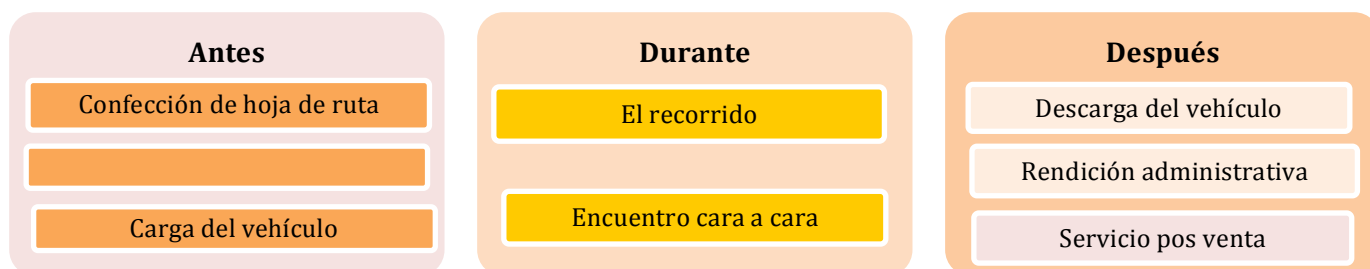 Antes
Confección de hoja de ruta
Carga del vehículo
Durante
El recorrido
Encuentro cara a cara
Después
Descarga del vehículo
Rendición administrativa
Servicio pos venta